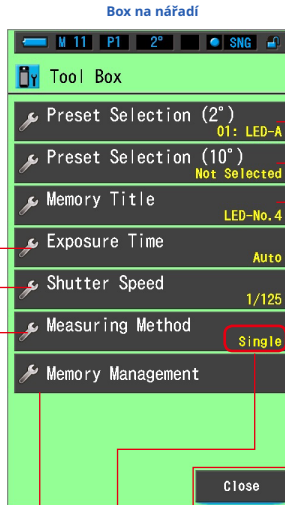 Box na nářadí
M 11 P1 2° SNG
Tool Box
Preset Selection (2°)
01: LED-A
Preset Selection (10°)
Not Selected
Memory Title
LED-No.4
Exposure Time
Auto
Shutter Speed
1/125
Measuring Method
Single
Memory Management
Close